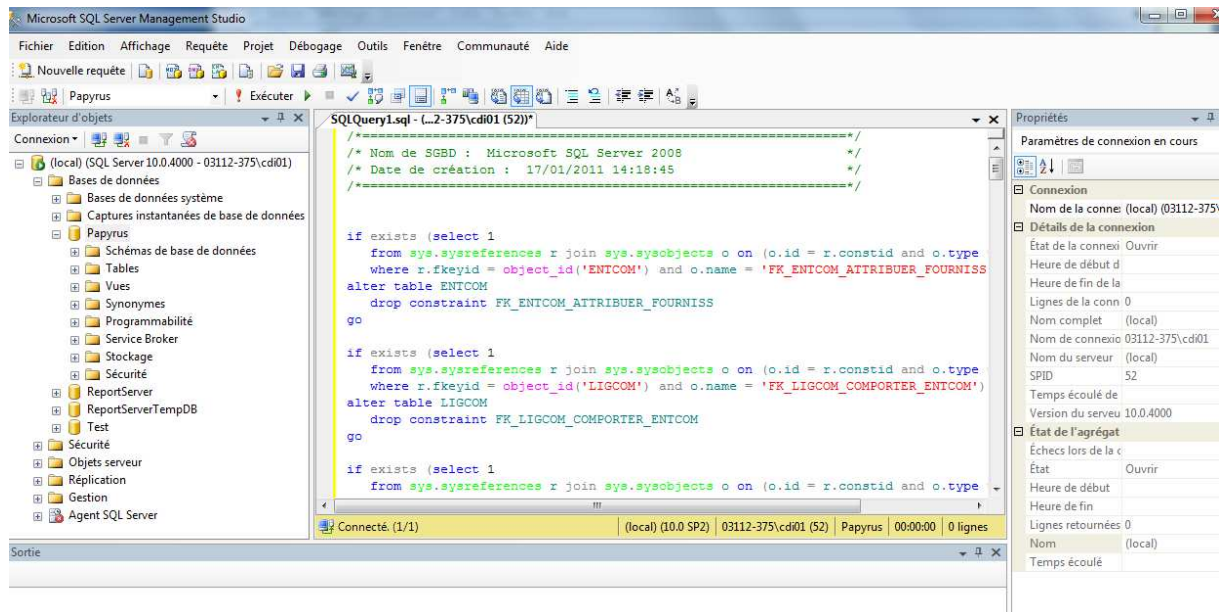 Microsoft SQL Server Management Studio
Fichier Edition Affichage Requête Projet Débogage Outils Fenêtre Communauté Aide
Nouvelle requête
Papyrus Exécuter
Explorateur d'objets
Connexion
(local) (SQL Server 10.0.4000 - 03112-375\cdi01)
Bases de données
Bases de données système
Captures instantanées de base de données
Papyrus
Schémas de base de données
Tables
Vues
Synonymes
Programmabilité
Service Broker
Stockage
Sécurité
ReportServer
ReportServerTempDB
Test
Sécurité
Objets serveur
Réplication
Gestion
Agent SQL Server
SQLQuery1.sql - (...2-375\cdi01 (52))*
/*==============================================================*/
/* Nom de SGBD :  Microsoft SQL Server 2008                     */
/* Date de création :  17/01/2011 14:18:45                      */
/*==============================================================*/
if exists (select 1
from sys.sysreferences r join sys.sysobjects o on (o.id = r.constid and o.type
where r.fkeyid = object_id('ENTCOM') and o.name = 'FK_ENTCOM_ATTRIBUER_FOURNISS
alter table ENTCOM
drop constraint FK_ENTCOM_ATTRIBUER_FOURNISS
go
if exists (select 1
from sys.sysreferences r join sys.sysobjects o on (o.id = r.constid and o.type
where r.fkeyid = object_id('LIGCOM') and o.name = 'FK_LIGCOM_COMPORTER_ENTCOM')
alter table LIGCOM
drop constraint FK_LIGCOM_COMPORTER_ENTCOM
go
if exists (select 1
from sys.sysreferences r join sys.sysobjects o on (o.id = r.constid and o.type
Connecté. (1/1) (local) (10.0 SP2) 03112-375\cdi01 (52) Papyrus 00:00:00 0 lignes
Sortie
Propriétés
Paramètres de connexion en cours
Connexion
Nom de la conne: (local) (03112-375\
Détails de la connexion
État de la connexi Ouvrir
Heure de début d
Heure de fin de la
Lignes de la conn 0
Nom complet (local)
Nom de connexio 03112-375\cdi01
Nom du serveur (local)
SPID 52
Temps écoulé de
Version du serveu 10.0.4000
État de l'agrégat
Échecs lors de la c
État Ouvrir
Heure de début
Heure de fin
Lignes retournées 0
Nom (local)
Temps écoulé